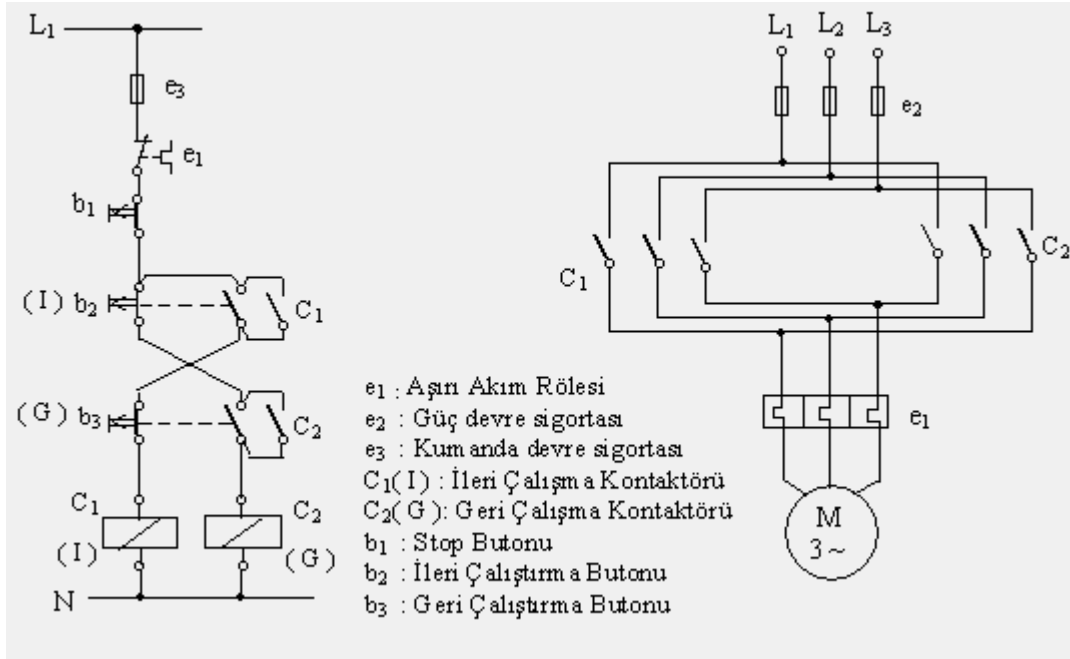 L1
e3
e1
b1
(I) b2
C1
(G) b3
C2
C1
C2
(I)
(G)
N
L1 L2 L3
e2
C1
C2
e1
M
3~
e1 : Aşırı Akım Rölesi
e2 : Güç devre sigortası
e3 : Kumanda devre sigortası
C1(I) : İleri Çalışma Kontaktörü
C2(G): Geri Çalışma Kontaktörü
b1 : Stop Butonu
b2 : İleri Çalıştırma Butonu
b3 : Geri Çalıştırma Butonu